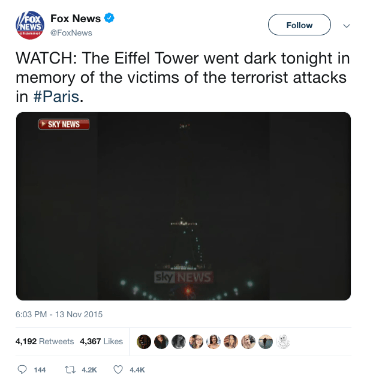 FOX
NEWS
channel
Fox News
@FoxNews
Follow
WATCH: The Eiffel Tower went dark tonight in
memory of the victims of the terrorist attacks
in #Paris.
SKY NEWS
sky NEWS
6:03 PM - 13 Nov 2015
4,192 Retweets 4,367 Likes
144 4.2K 4.4K